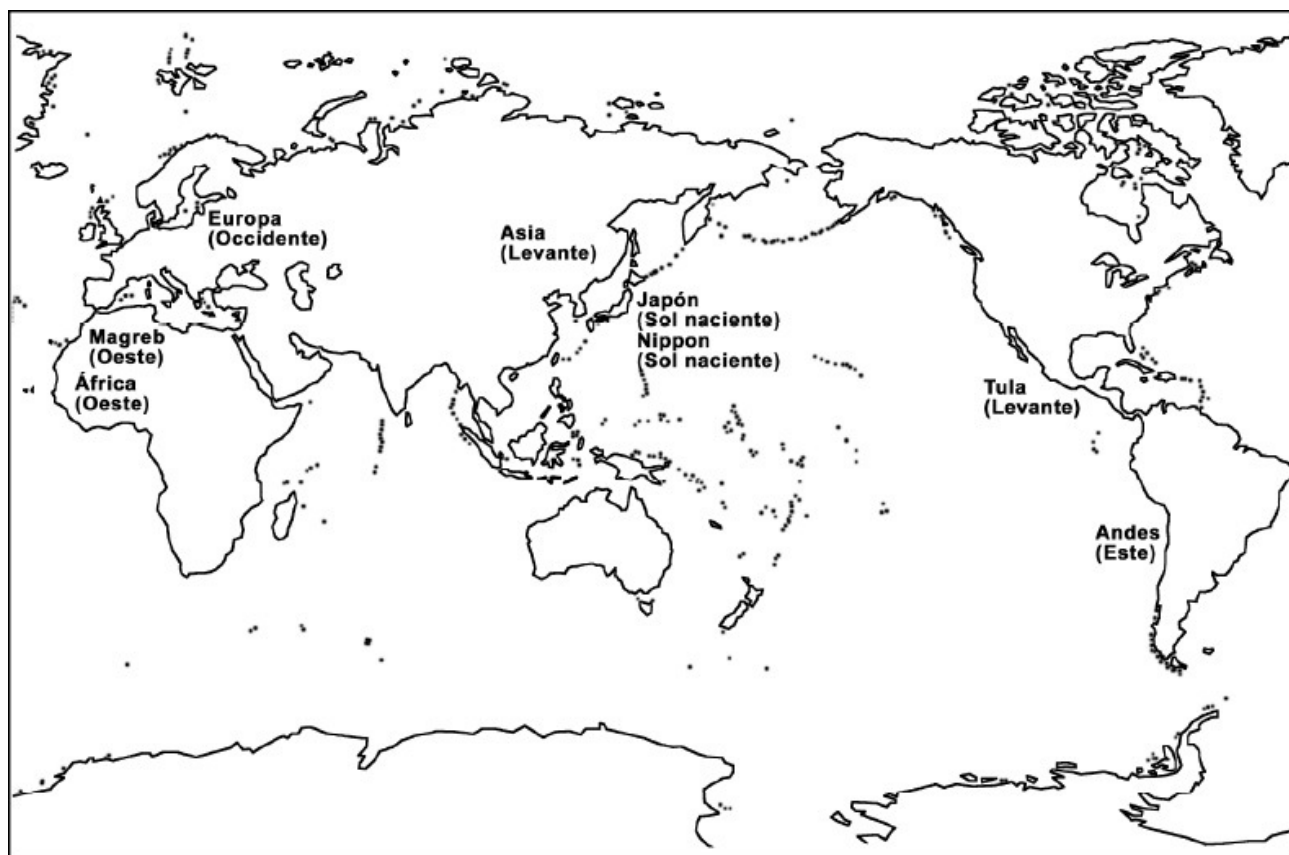 Europa
(Occidente)
Asia
(Levante)
Japón
(Sol naciente)
Nippon
(Sol naciente)
Magreb
(Oeste)
África
(Oeste)
Tula
(Levante)
Andes
(Este)